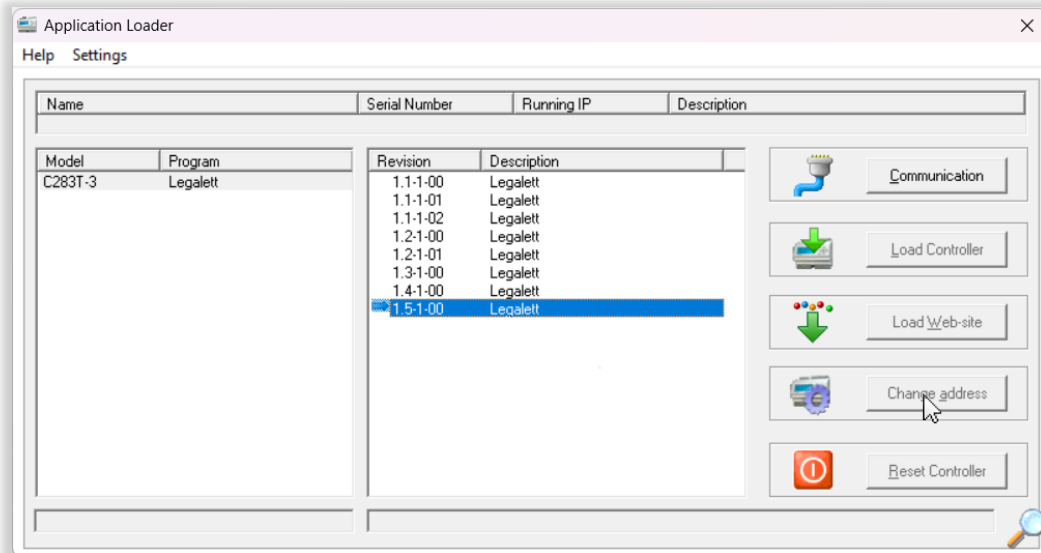 Application Loader
Help Settings
Name Serial Number Running IP Description
Model Program
C283T-3 Legalett
Revision Description
1.1-1-00 Legalett
1.1-1-01 Legalett
1.1-1-02 Legalett
1.2-1-00 Legalett
1.2-1-01 Legalett
1.3-1-00 Legalett
1.4-1-00 Legalett
1.5-1-00 Legalett
Communication
Load Controller
Load Web-site
Change address
Reset Controller